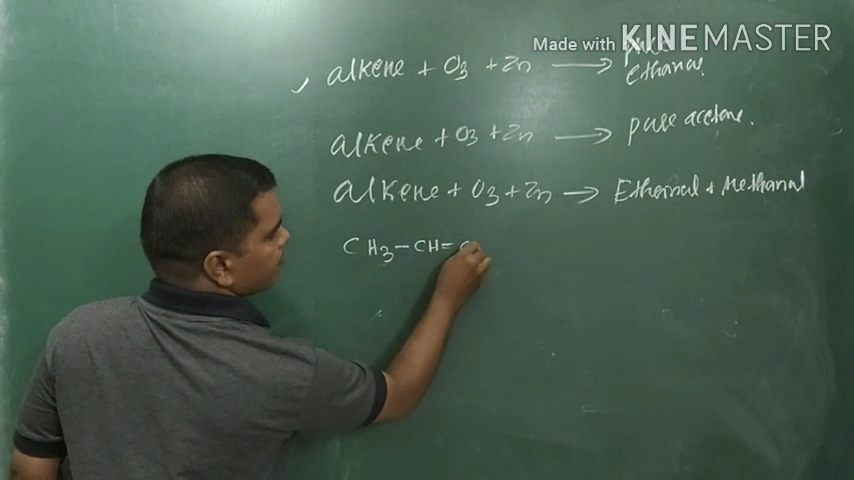 Made with KINEMASTER
alkene + O3 + Zn ⟶ pure
ethanal.
alkene + O3 + Zn ⟶ pure acetone.
alkene + O3 + Zn ⟶ Ethanal + Methanal
CH3-CH=